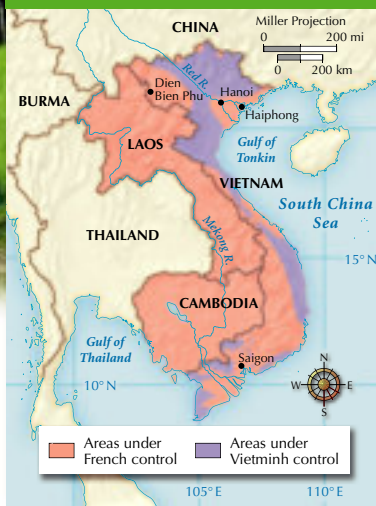 CHINA
Miller Projection
0 200 mi
0 200 km
Red R.
Dien
Bien Phu
Hanoi
Haiphong
BURMA
LAOS
Gulf of
Tonkin
VIETNAM
South China
Sea
THAILAND
Mekong R.
15°N
CAMBODIA
Gulf of
Thailand
Saigon
10°N
N
W E
S
Areas under
French control
Areas under
Vietminh control
105°E 110°E